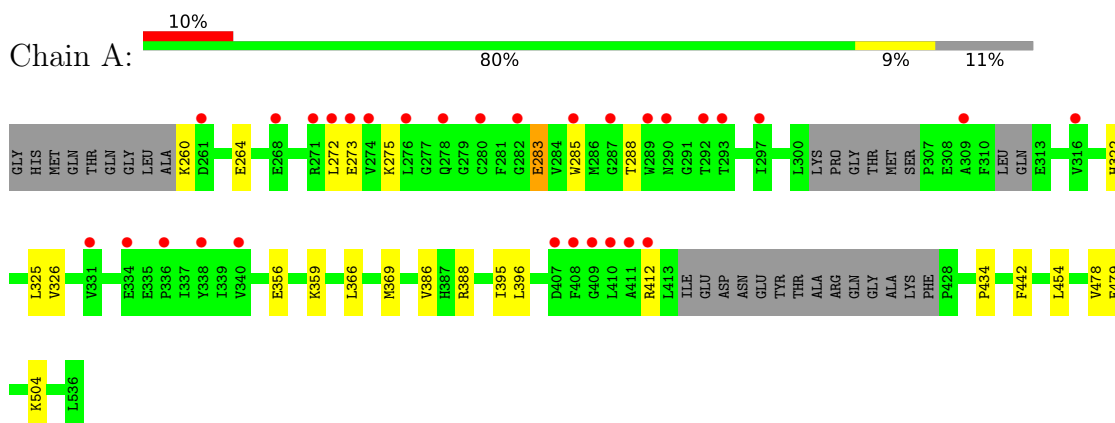 10%
Chain A:
80% 9% 11%
GLY HIS MET GLN THR GLN GLN GLY LEU ALA K260 D261 E264 E268 R271 L272 E273 V274 K275 L276 G277 Q278 G279 C280 F281 G282 E283 V284 W285 M286 G287 T288 W289 N290 G291 T292 T293 I297 L300 LYS PRO GLY THR MET SER P307 E308 A309 F310 LEU GLN E313 V316 H322
L325 V326 V331 E334 E335 P336 I337 Y338 I339 V340 E356 K359 L366 M369 V386 H387 R388 I395 L396 D407 F408 G409 L410 A411 R412 L413 ILE GLU ASP ASN GLU TYR THR THR ALA ARG GLN GLY ALA LYS PHE P428 P434 F442 L454 V478
K504 L536